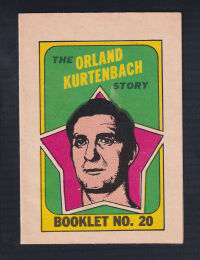 THE ORLAND
KURTENBACH
STORY
BOOKLET NO. 20